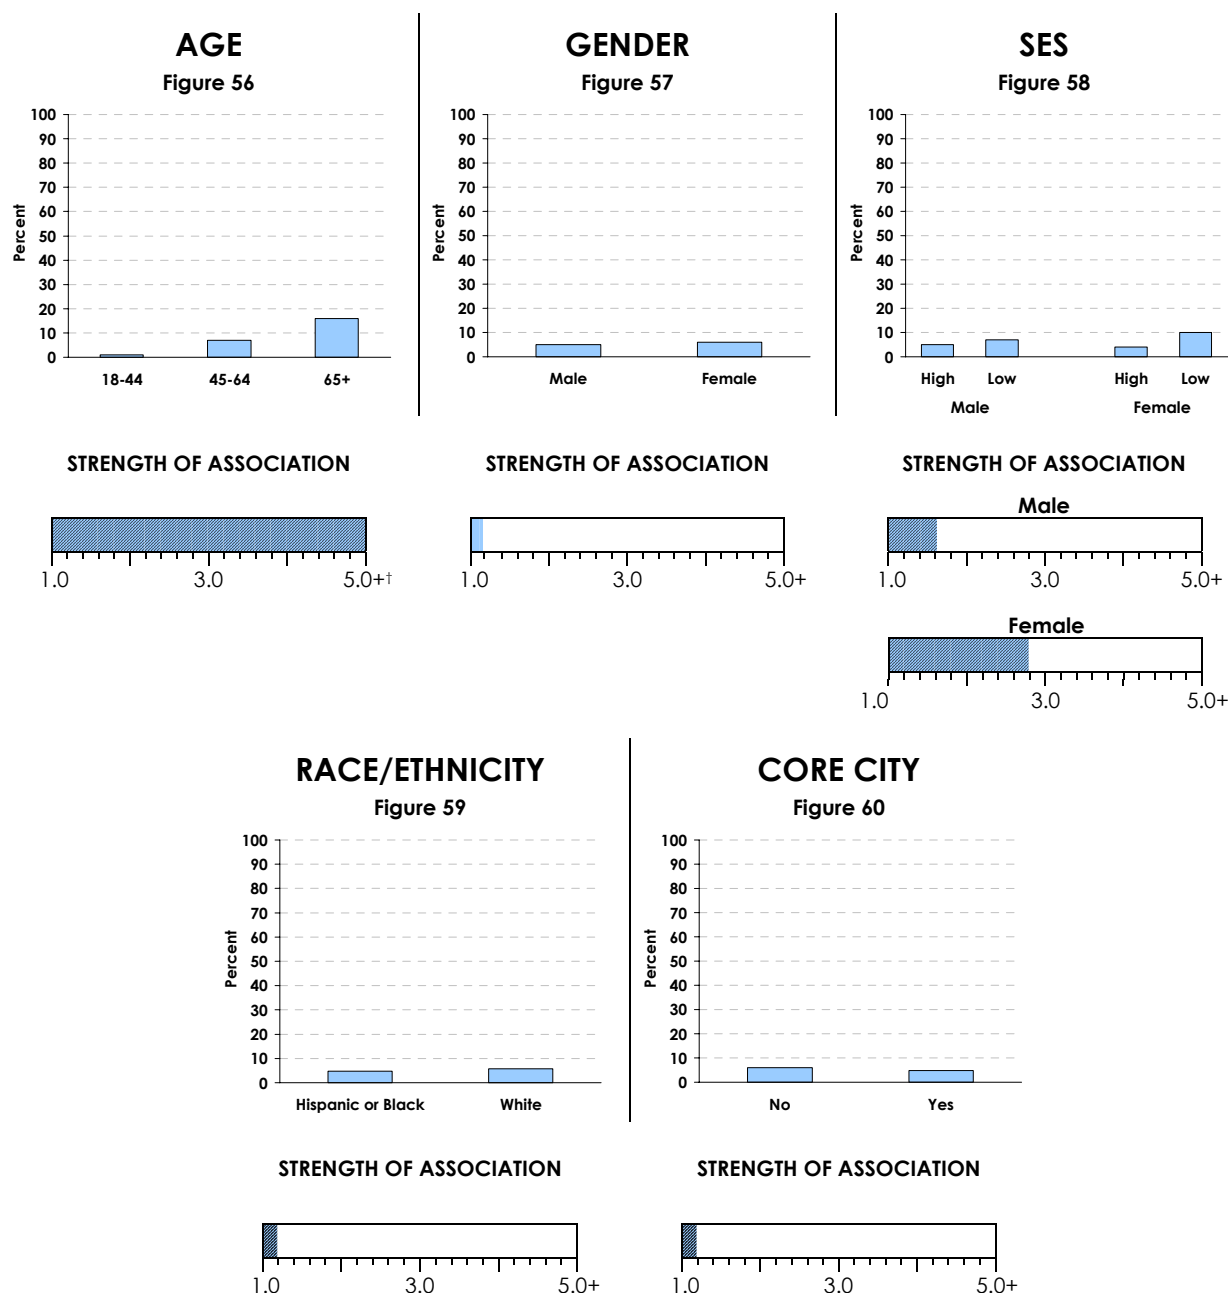 AGE
Figure 56
100
90
80
70
60
50
40
30
20
10
0
Percent
18-44 45-64 65+
GENDER
Figure 57
100
90
80
70
60
50
40
30
20
10
0
Percent
Male Female
SES
Figure 58
100
90
80
70
60
50
40
30
20
10
0
Percent
High Low High Low
Male Female
STRENGTH OF ASSOCIATION
1.0 3.0 5.0+†
STRENGTH OF ASSOCIATION
1.0 3.0 5.0+
STRENGTH OF ASSOCIATION
Male
1.0 3.0 5.0+
Female
1.0 3.0 5.0+
RACE/ETHNICITY
Figure 59
100
90
80
70
60
50
40
30
20
10
0
Percent
Hispanic or Black White
CORE CITY
Figure 60
100
90
80
70
60
50
40
30
20
10
0
Percent
No Yes
STRENGTH OF ASSOCIATION
1.0 3.0 5.0+
STRENGTH OF ASSOCIATION
1.0 3.0 5.0+